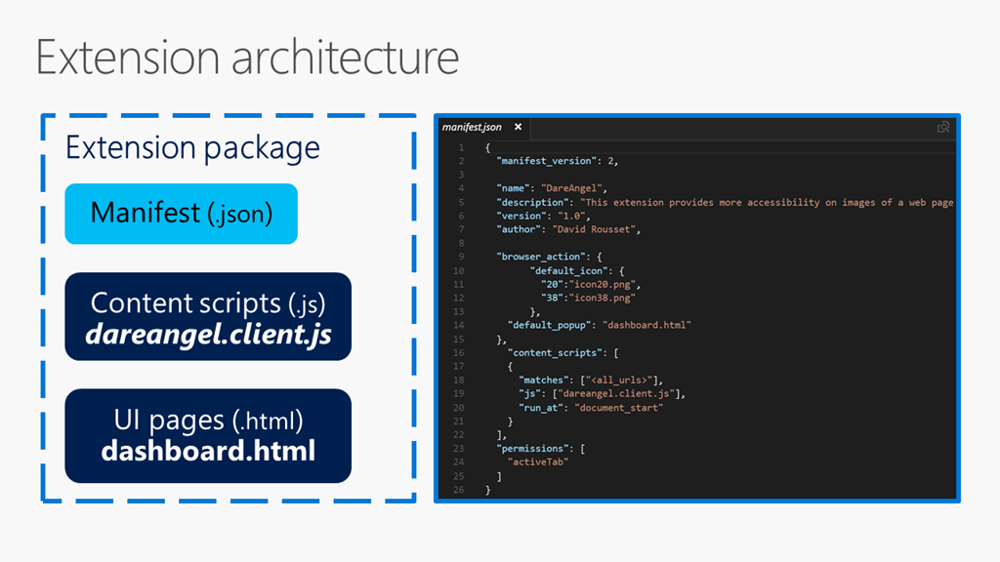 Extension architecture
Extension package
Manifest (.json)
Content scripts (.js)
dareangel.client.js
UI pages (.html)
dashboard.html
manifest.json ×
1 {
2 "manifest_version": 2,
3
4 "name": "DareAngel",
5 "description": "This extension provides more accessibility on images of a web page
6 "version": "1.0",
7 "author": "David Rousset",
8
9 "browser_action": {
10 "default_icon": {
11 "20":"icon20.png",
12 "38":"icon38.png"
13 },
14 "default_popup": "dashboard.html"
15 },
16 "content_scripts": [
17 {
18 "matches": ["<all_urls>"],
19 "js": ["dareangel.client.js"],
20 "run_at": "document_start"
21 }
22 ],
23 "permissions": [
24 "activeTab"
25 ]
26 }